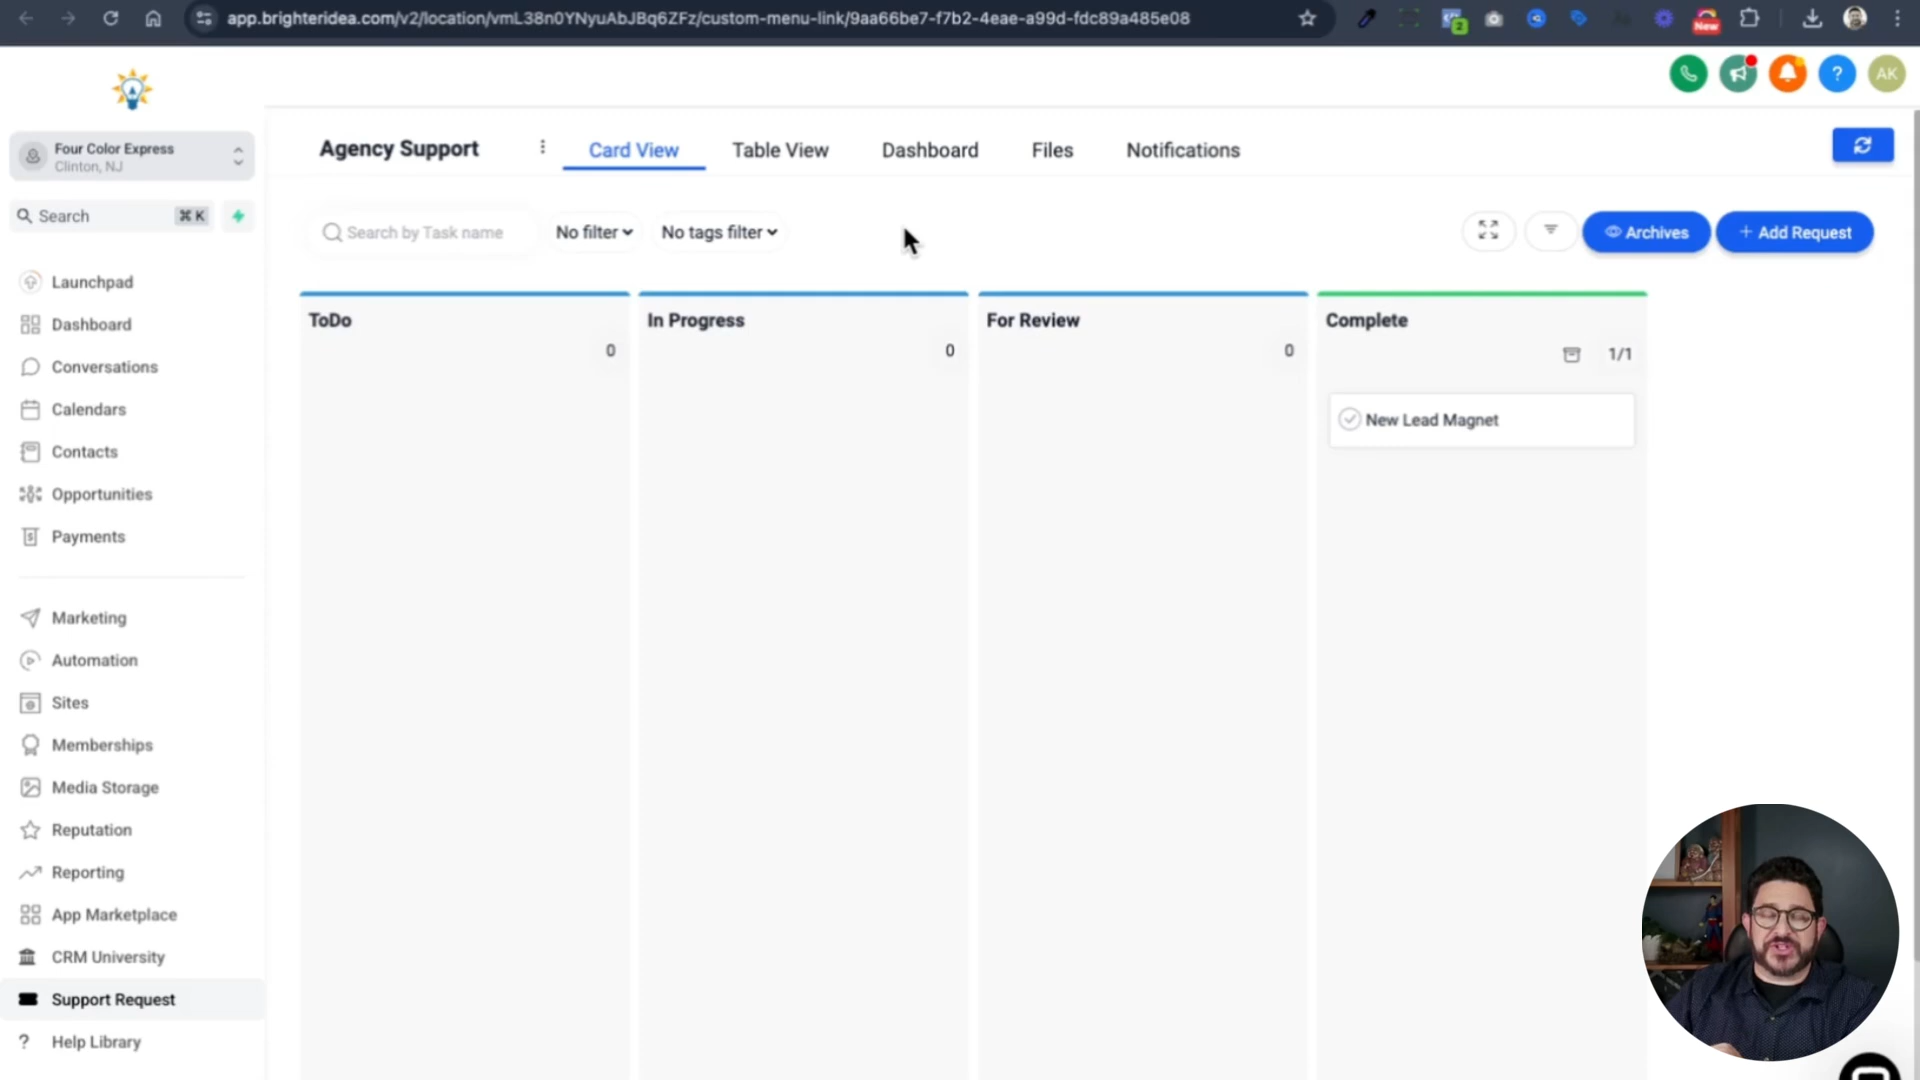 app.brighteridea.com/v2/location/vmL38n0YNyuAbJBq6ZFz/custom-menu-link/9aa66be7-f7b2-4eae-a99d-fdc89a485e08
2
New
AK
Four Color Express
Clinton, NJ
Search ⌘ K
Launchpad
Dashboard
Conversations
Calendars
Contacts
Opportunities
Payments
Marketing
Automation
Sites
Memberships
Media Storage
Reputation
Reporting
App Marketplace
CRM University
Support Request
? Help Library
Agency Support
Card View Table View Dashboard Files Notifications
Search by Task name No filter No tags filter
Archives + Add Request
ToDo
0
In Progress
0
For Review
0
Complete
1/1
New Lead Magnet